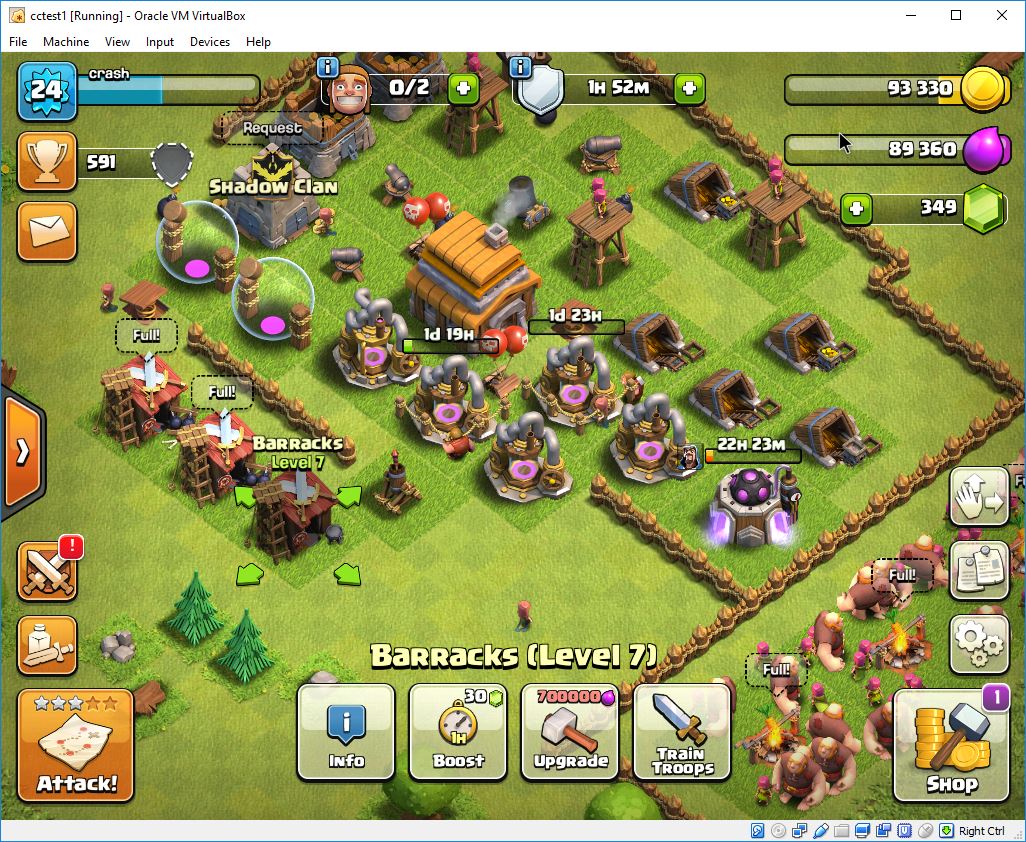 cctest1 [Running] - Oracle VM VirtualBox
File Machine View Input Devices Help
24
crash
0/2
1h 52m
93 330
591
89 360
349
Request
Shadow Clan
1d 19h
1d 23h
22h 23m
Full!
Full!
Barracks
Level 7
Full!
Full!
!
Barracks (Level 7)
Info
30
1H
Boost
700000
Upgrade
Train
Troops
Attack!
1
Shop
Right Ctrl